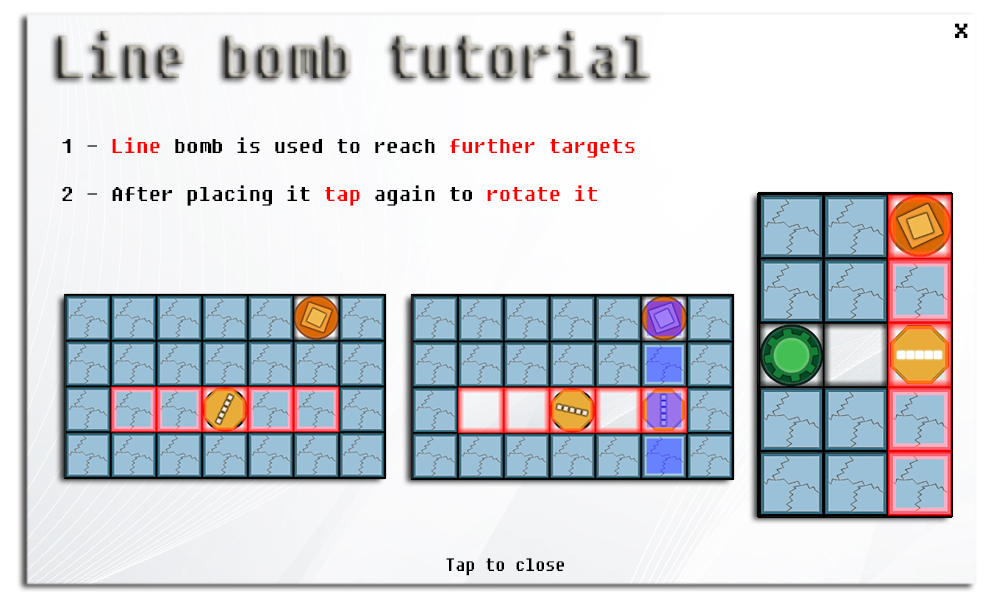 Line bomb tutorial
X
1 - Line bomb is used to reach further targets
2 - After placing it tap again to rotate it
Tap to close